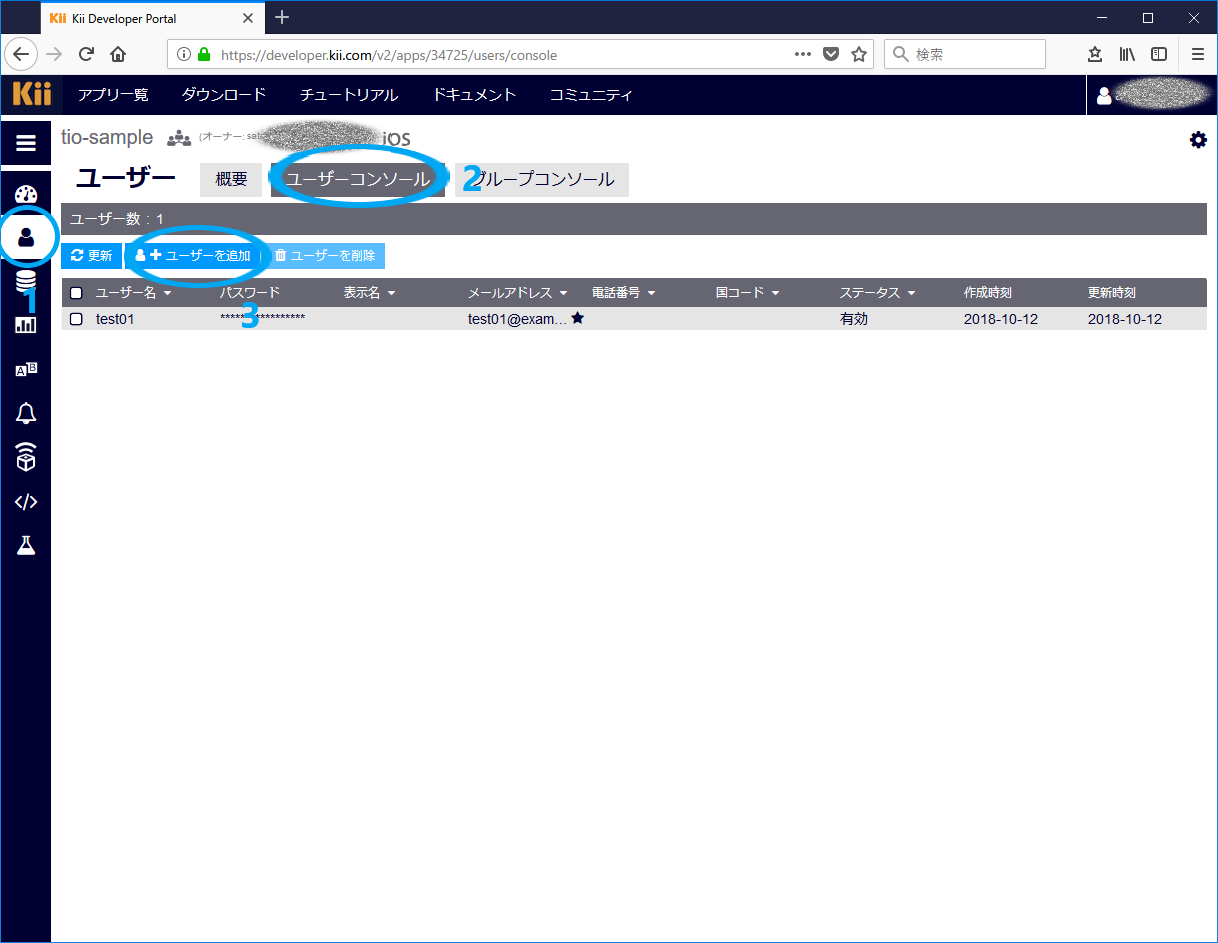 Kii Kii Developer Portal
https://developer.kii.com/v2/apps/34725/users/console
検索
Kii アプリ一覧 ダウンロード チュートリアル ドキュメント コミュニティ
tio-sample (オーナー: iOS
ユーザー 概要 ユーザーコンソール 2 グループコンソール
ユーザー数 : 1
更新 ユーザーを追加 ユーザーを削除
1
ユーザー名 パスワード 表示名 メールアドレス 電話番号 国コード ステータス 作成時刻 更新時刻
3
test01 **************** test01@exam... ★ 有効 2018-10-12 2018-10-12
A B